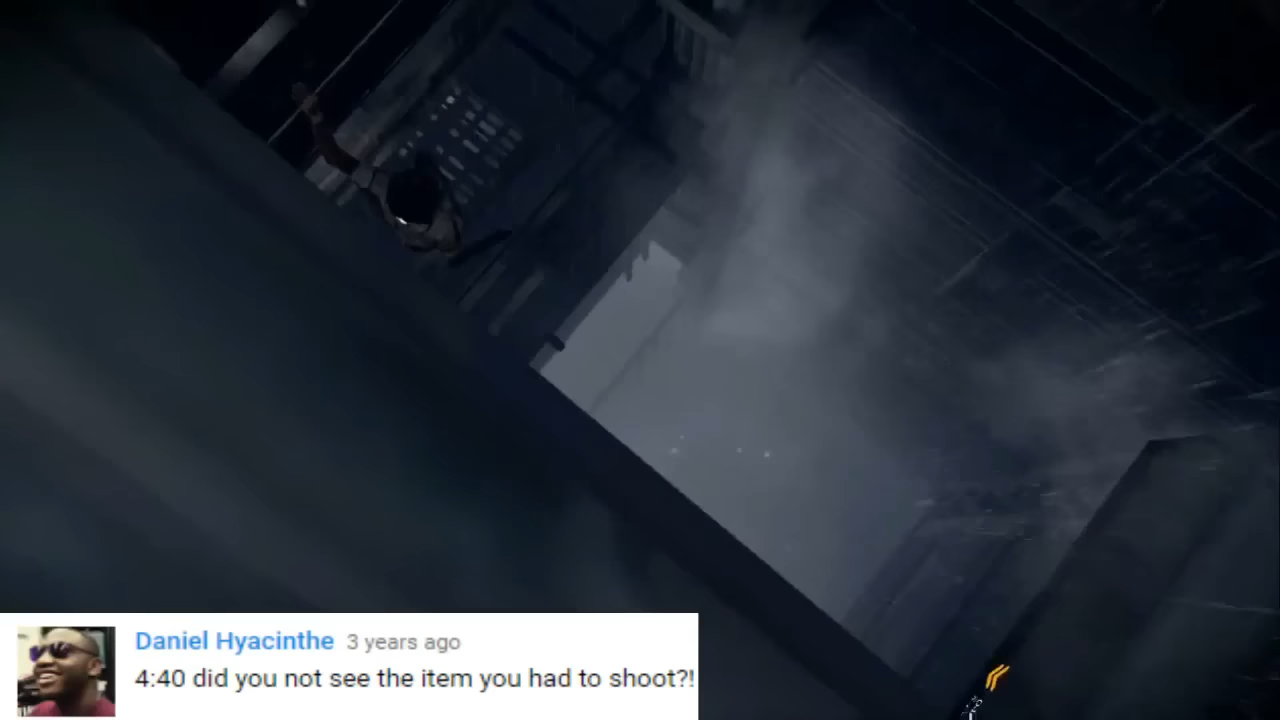 Daniel Hyacinthe 3 years ago
4:40 did you not see the item you had to shoot?!